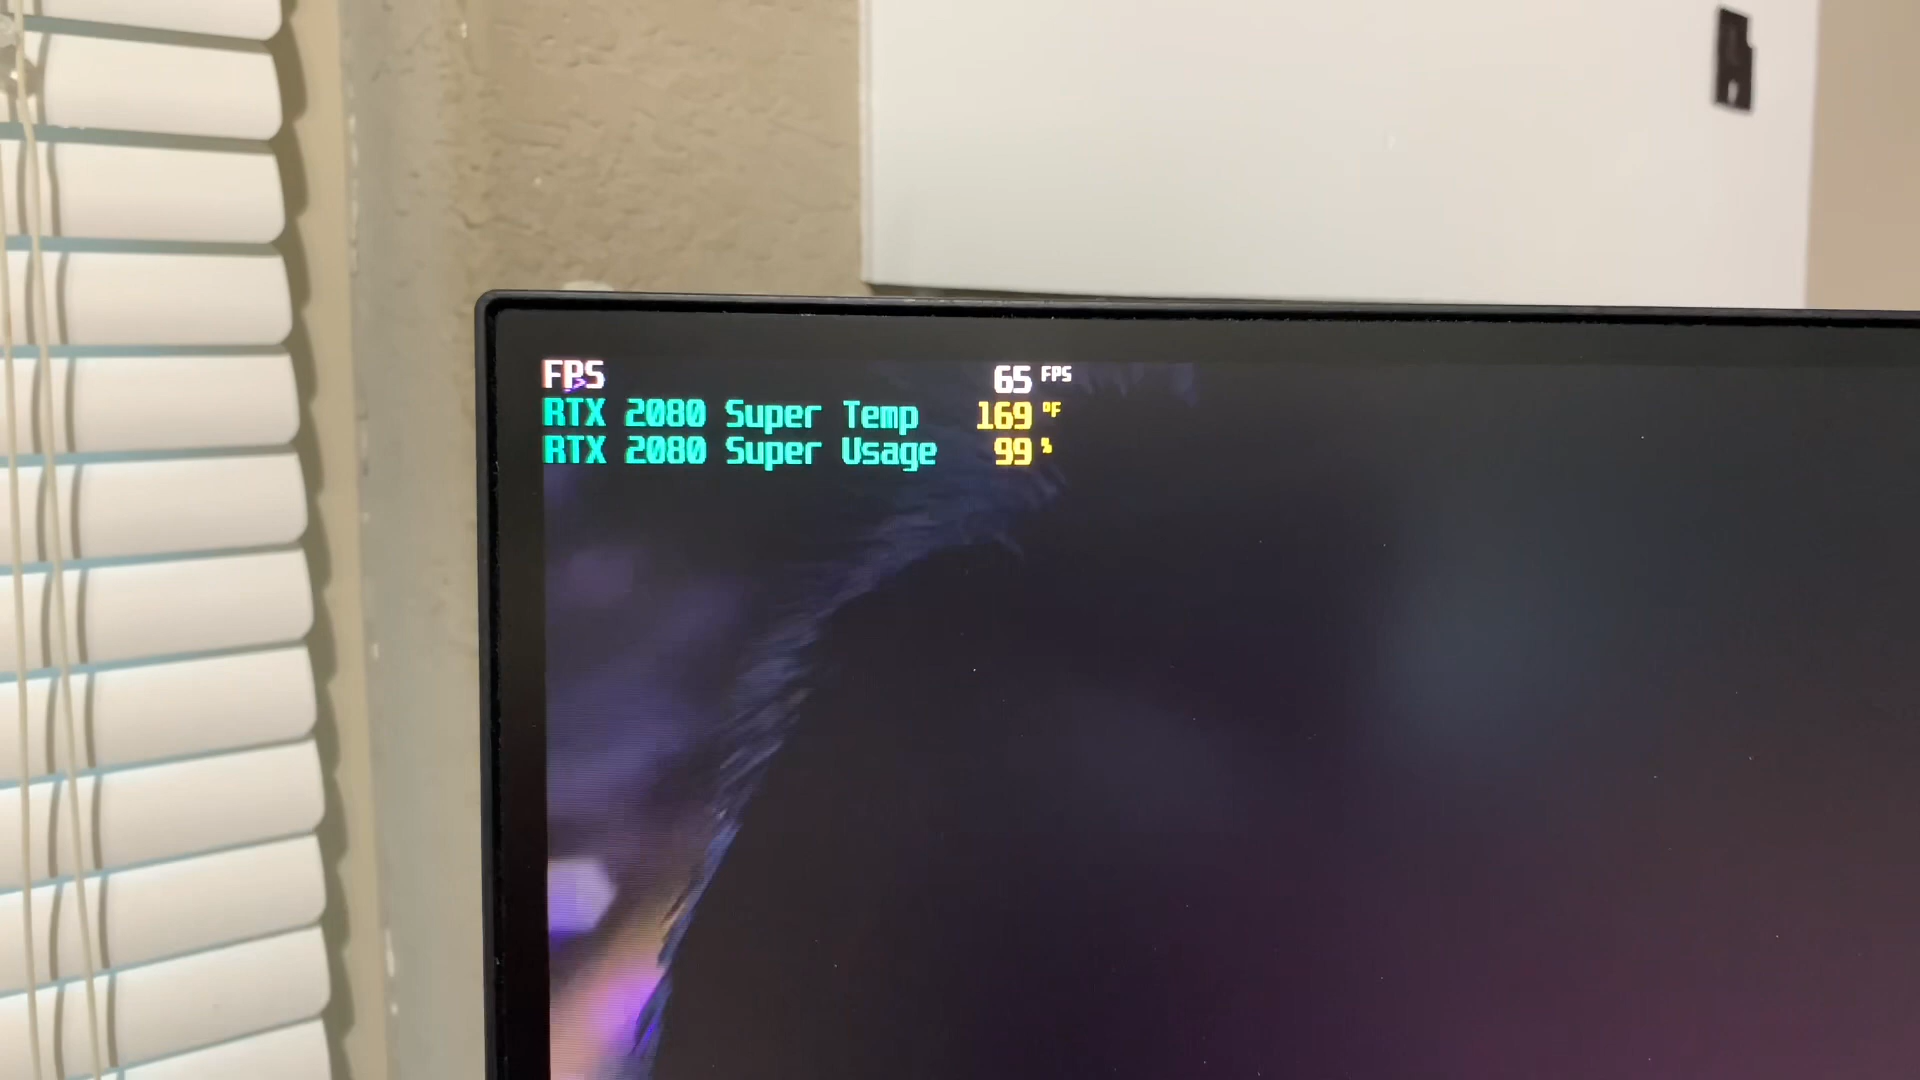 FPS 65 FPS
RTX 2080 Super Temp 169 °F
RTX 2080 Super Usage 99 %